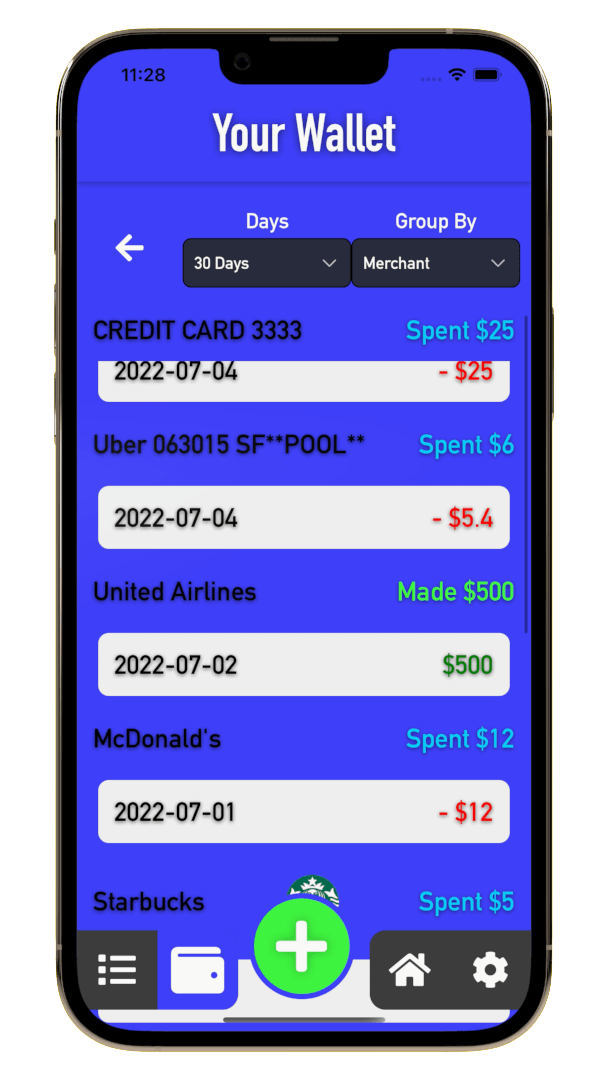 11:28
Your Wallet
Days Group By
30 Days Merchant
CREDIT CARD 3333 Spent $25
2022-07-04 - $25
Uber 063015 SF**POOL** Spent $6
2022-07-04 - $5.4
United Airlines Made $500
2022-07-02 $500
McDonald's Spent $12
2022-07-01 - $12
Starbucks Spent $5